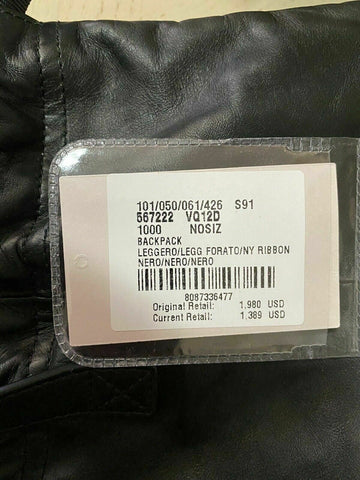 101/050/061/426 S91
567222 VQ12D
1000 NOSIZ
BACKPACK
LEGGERO/LEGG FORATO/NY RIBBON
NERO/NERO/NERO
8087336477
Original Retail: 1,980 USD
Current Retail: 1,389 USD